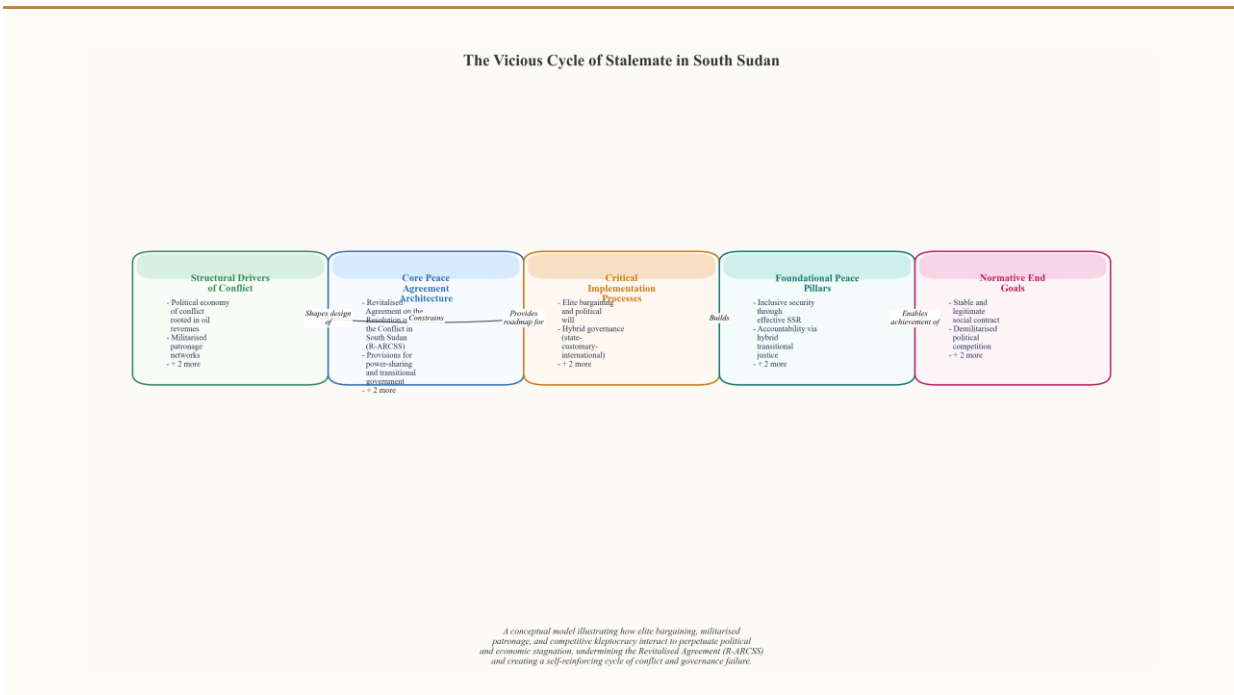 The Vicious Cycle of Stalemate in South Sudan
Structural Drivers
of Conflict
- Political economy
of conflict
rooted in oil
revenues
- Militarised
patronage
networks
- + 2 more
Shapes design
of
Core Peace
Agreement
Architecture
- Revitalised
Agreement on the
Resolution o
the Conflict in
South Sudan
(R-ARCSS)
- Provisions for
power-sharing
and transitional
government
- + 2 more
Constrains
Provides
roadmap for
Critical
Implementation
Processes
- Elite bargaining
and political
will
- Hybrid governance
(state-
customary-
international)
- + 2 more
Builds
Foundational Peace
Pillars
- Inclusive security
through
effective SSR
- Accountability via
hybrid
transitional
justice
- + 2 more
Enables
achievement of
Normative End
Goals
- Stable and
legitimate
social contract
- Demilitarised
political
competition
- + 2 more
A conceptual model illustrating how elite bargaining, militarised
patronage, and competitive kleptocracy interact to perpetuate political
and economic stagnation, undermining the Revitalised Agreement (R-ARCSS)
and creating a self-reinforcing cycle of conflict and governance failure.